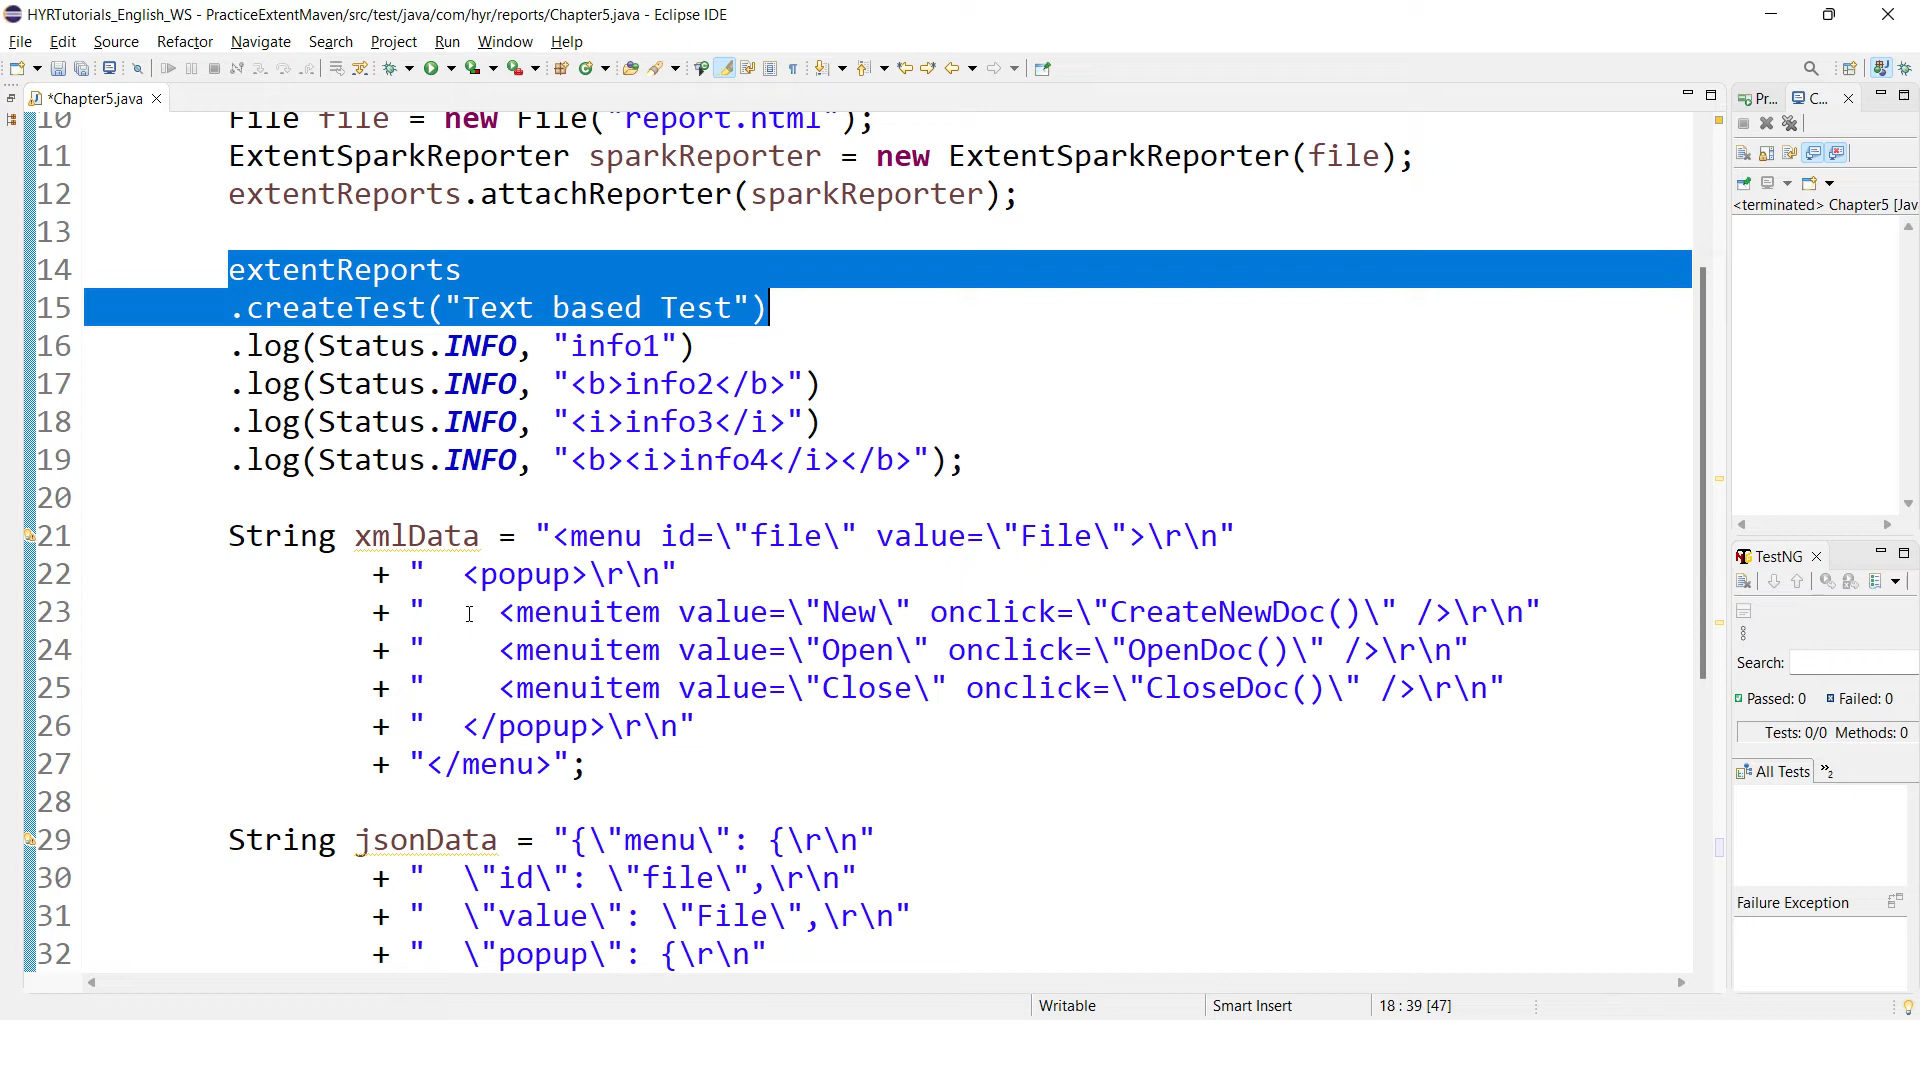 HYRTutorials_English_WS - PracticeExtentMaven/src/test/java/com/hyr/reports/Chapter5.java - Eclipse IDE
File Edit Source Refactor Navigate Search Project Run Window Help
*Chapter5.java
Pr... C...
10 File file = new File("report.html");
11 ExtentSparkReporter sparkReporter = new ExtentSparkReporter(file);
12 extentReports.attachReporter(sparkReporter);
13
14 extentReports
15 .createTest("Text based Test")
16 .log(Status.INFO, "info1")
17 .log(Status.INFO, "<b>info2</b>")
18 .log(Status.INFO, "<i>info3</i>")
19 .log(Status.INFO, "<b><i>info4</i></b>");
20
21 String xmlData = "<menu id=\"file\" value=\"File\">\r\n"
22 + "  <popup>\r\n"
23 + "    <menuitem value=\"New\" onclick=\"CreateNewDoc()\" />\r\n"
24 + "    <menuitem value=\"Open\" onclick=\"OpenDoc()\" />\r\n"
25 + "    <menuitem value=\"Close\" onclick=\"CloseDoc()\" />\r\n"
26 + "  </popup>\r\n"
27 + "</menu>";
28
29 String jsonData = "{\"menu\": {\r\n"
30 + "  \"id\": \"file\",\r\n"
31 + "  \"value\": \"File\",\r\n"
32 + "  \"popup\": {\r\n"
<terminated> Chapter5 [Jav
TestNG
Search:
Passed: 0 Failed: 0
Tests: 0/0 Methods: 0
All Tests »2
Failure Exception
Writable Smart Insert 18 : 39 [47]